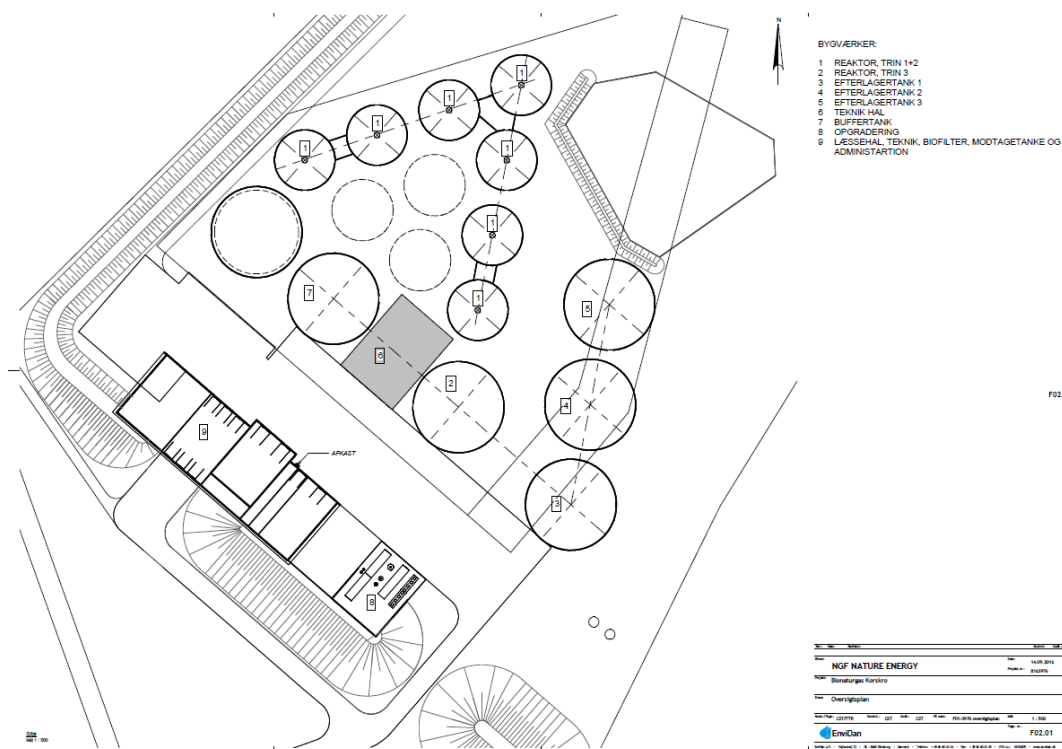 N
BYGVÆRKER:
1 REAKTOR, TRIN 1+2
2 REAKTOR, TRIN 3
3 EFTERLAGERTANK 1
4 EFTERLAGERTANK 2
5 EFTERLAGERTANK 3
6 TEKNIK HAL
7 BUFFERTANK
8 OPGRADERING
9 LÆSSEHAL, TEKNIK, BIOFILTER, MODTAGETANKE OG
ADMINISTARTION
1
1
1
1
1
1
1
7
5
6
2
4
F02.
9
AFKAST
3
8
NGF NATURE ENERGY
14.09.2016
Bionaturgas Korskro
Oversigtsplan
1 : 500
EnviDan
F02.01
Mål 1 : 500